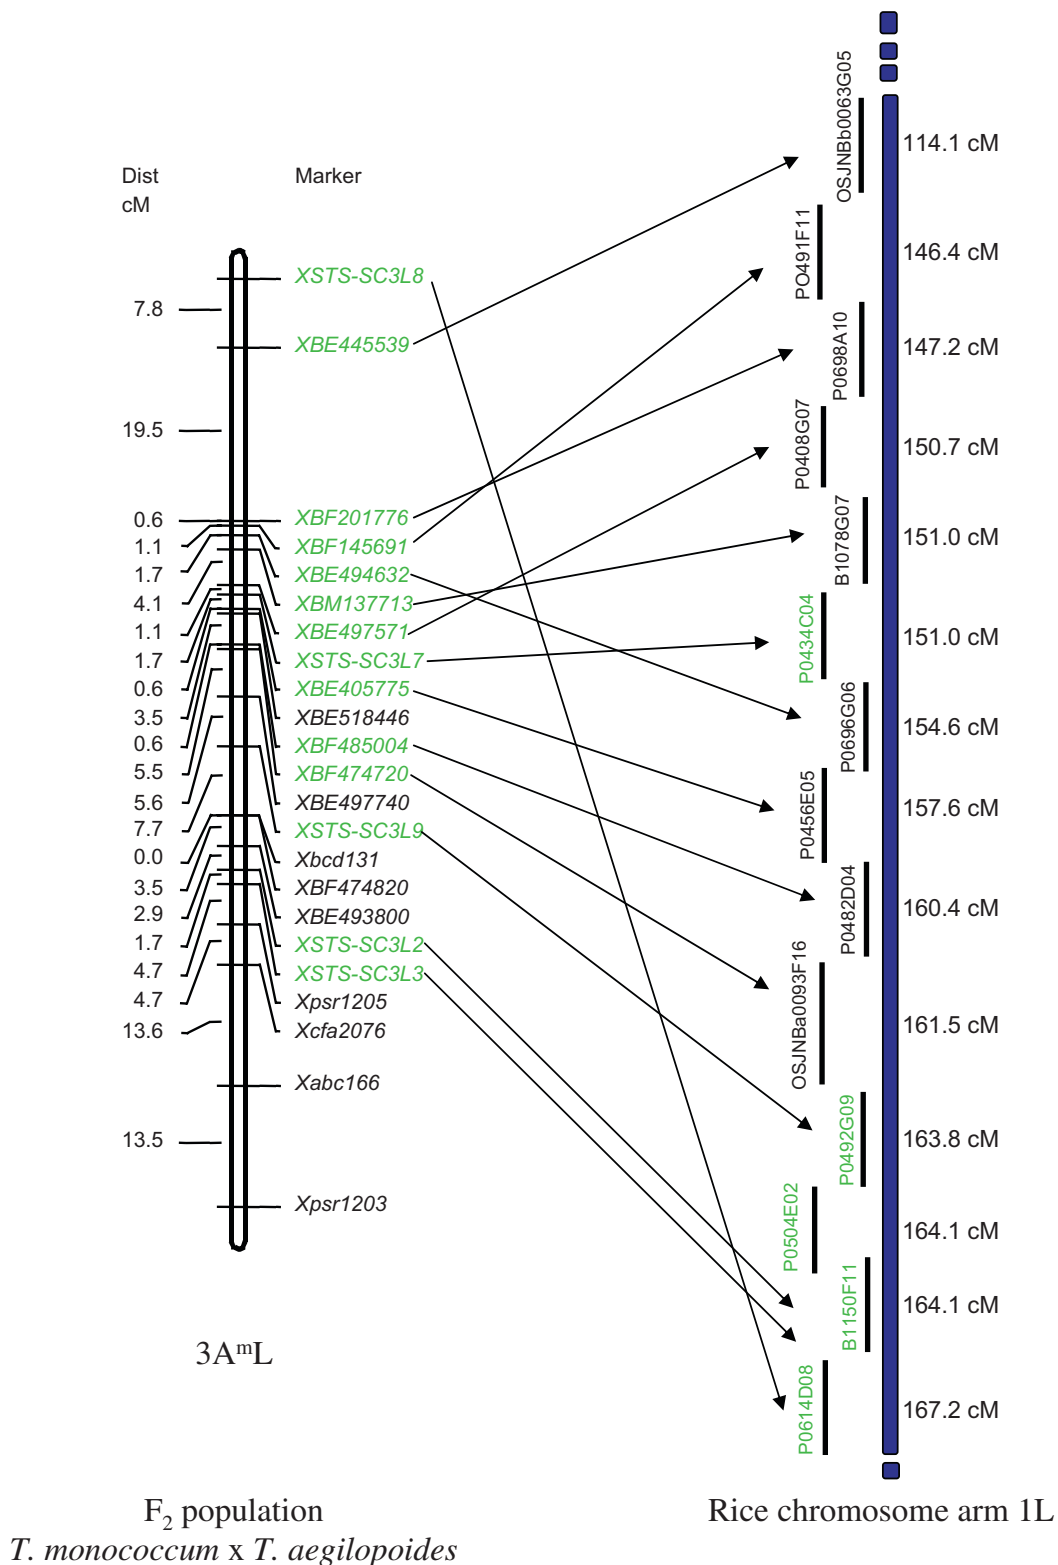 Dist
cM
Marker
XSTS-SC3L8
7.8
XBE445539
19.5
0.6
XBF201776
1.1
XBF145691
1.7
XBE494632
4.1
XBM137713
1.1
XBE497571
1.7
XSTS-SC3L7
0.6
XBE405775
3.5
XBE518446
0.6
XBF485004
5.5
XBF474720
5.6
XBE497740
7.7
XSTS-SC3L9
0.0
Xbcd131
3.5
XBF474820
2.9
XBE493800
1.7
XSTS-SC3L2
4.7
XSTS-SC3L3
4.7
Xpsr1205
13.6
Xcfa2076
Xabc166
13.5
Xpsr1203
3AᵐL
F₂ population
T. monococcum x T. aegilopoides
OSJNBb0063G05
114.1 cM
PO491F11
146.4 cM
P0698A10
147.2 cM
P0408G07
150.7 cM
B1078G07
151.0 cM
P0434C04
151.0 cM
P0696G06
154.6 cM
P0456E05
157.6 cM
P0482D04
160.4 cM
OSJNBa0093F16
161.5 cM
P0492G09
163.8 cM
P0504E02
164.1 cM
B1150F11
164.1 cM
P0614D08
167.2 cM
Rice chromosome arm 1L